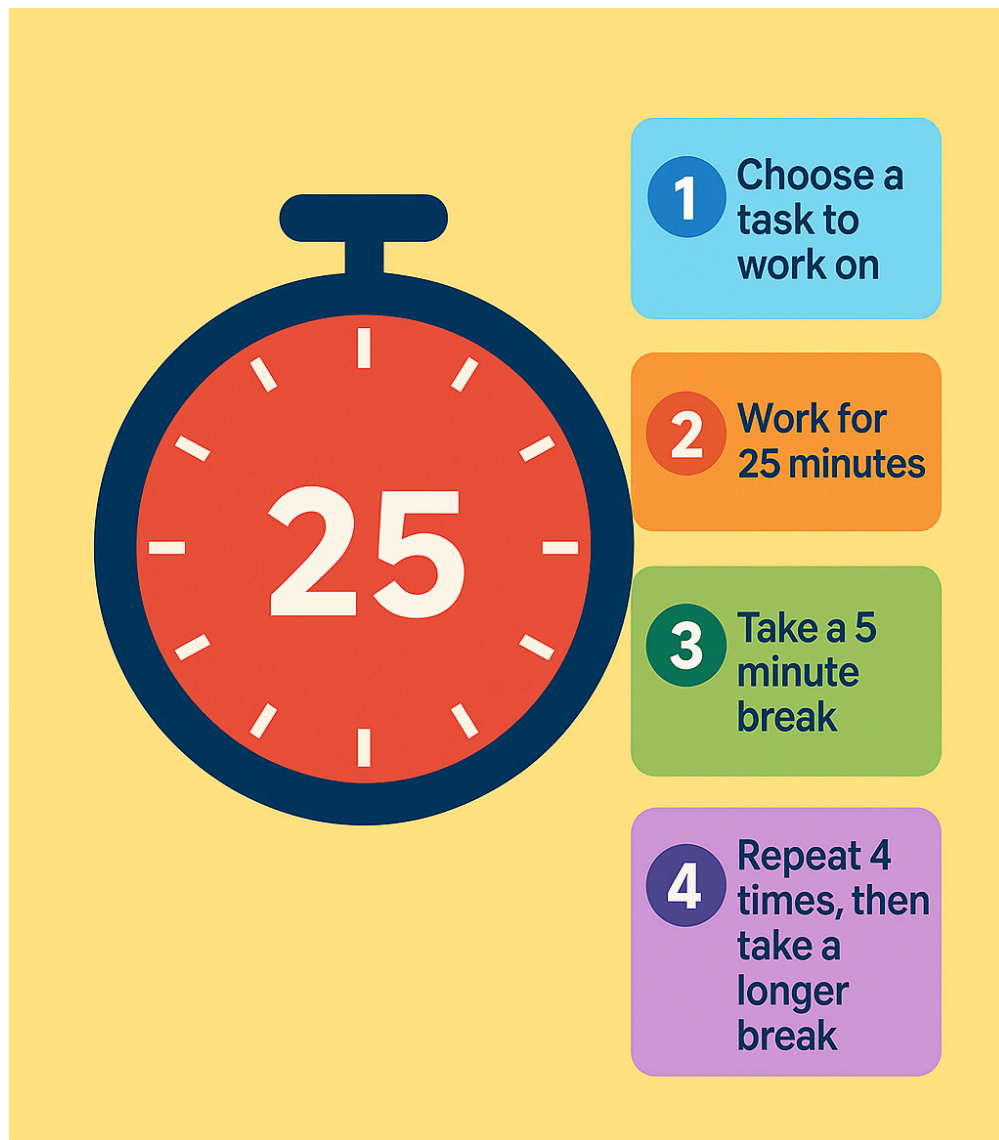 25
1
Choose a
task to
work on
2
Work for
25 minutes
3
Take a 5
minute
break
4
Repeat 4
times, then
take a
longer
break